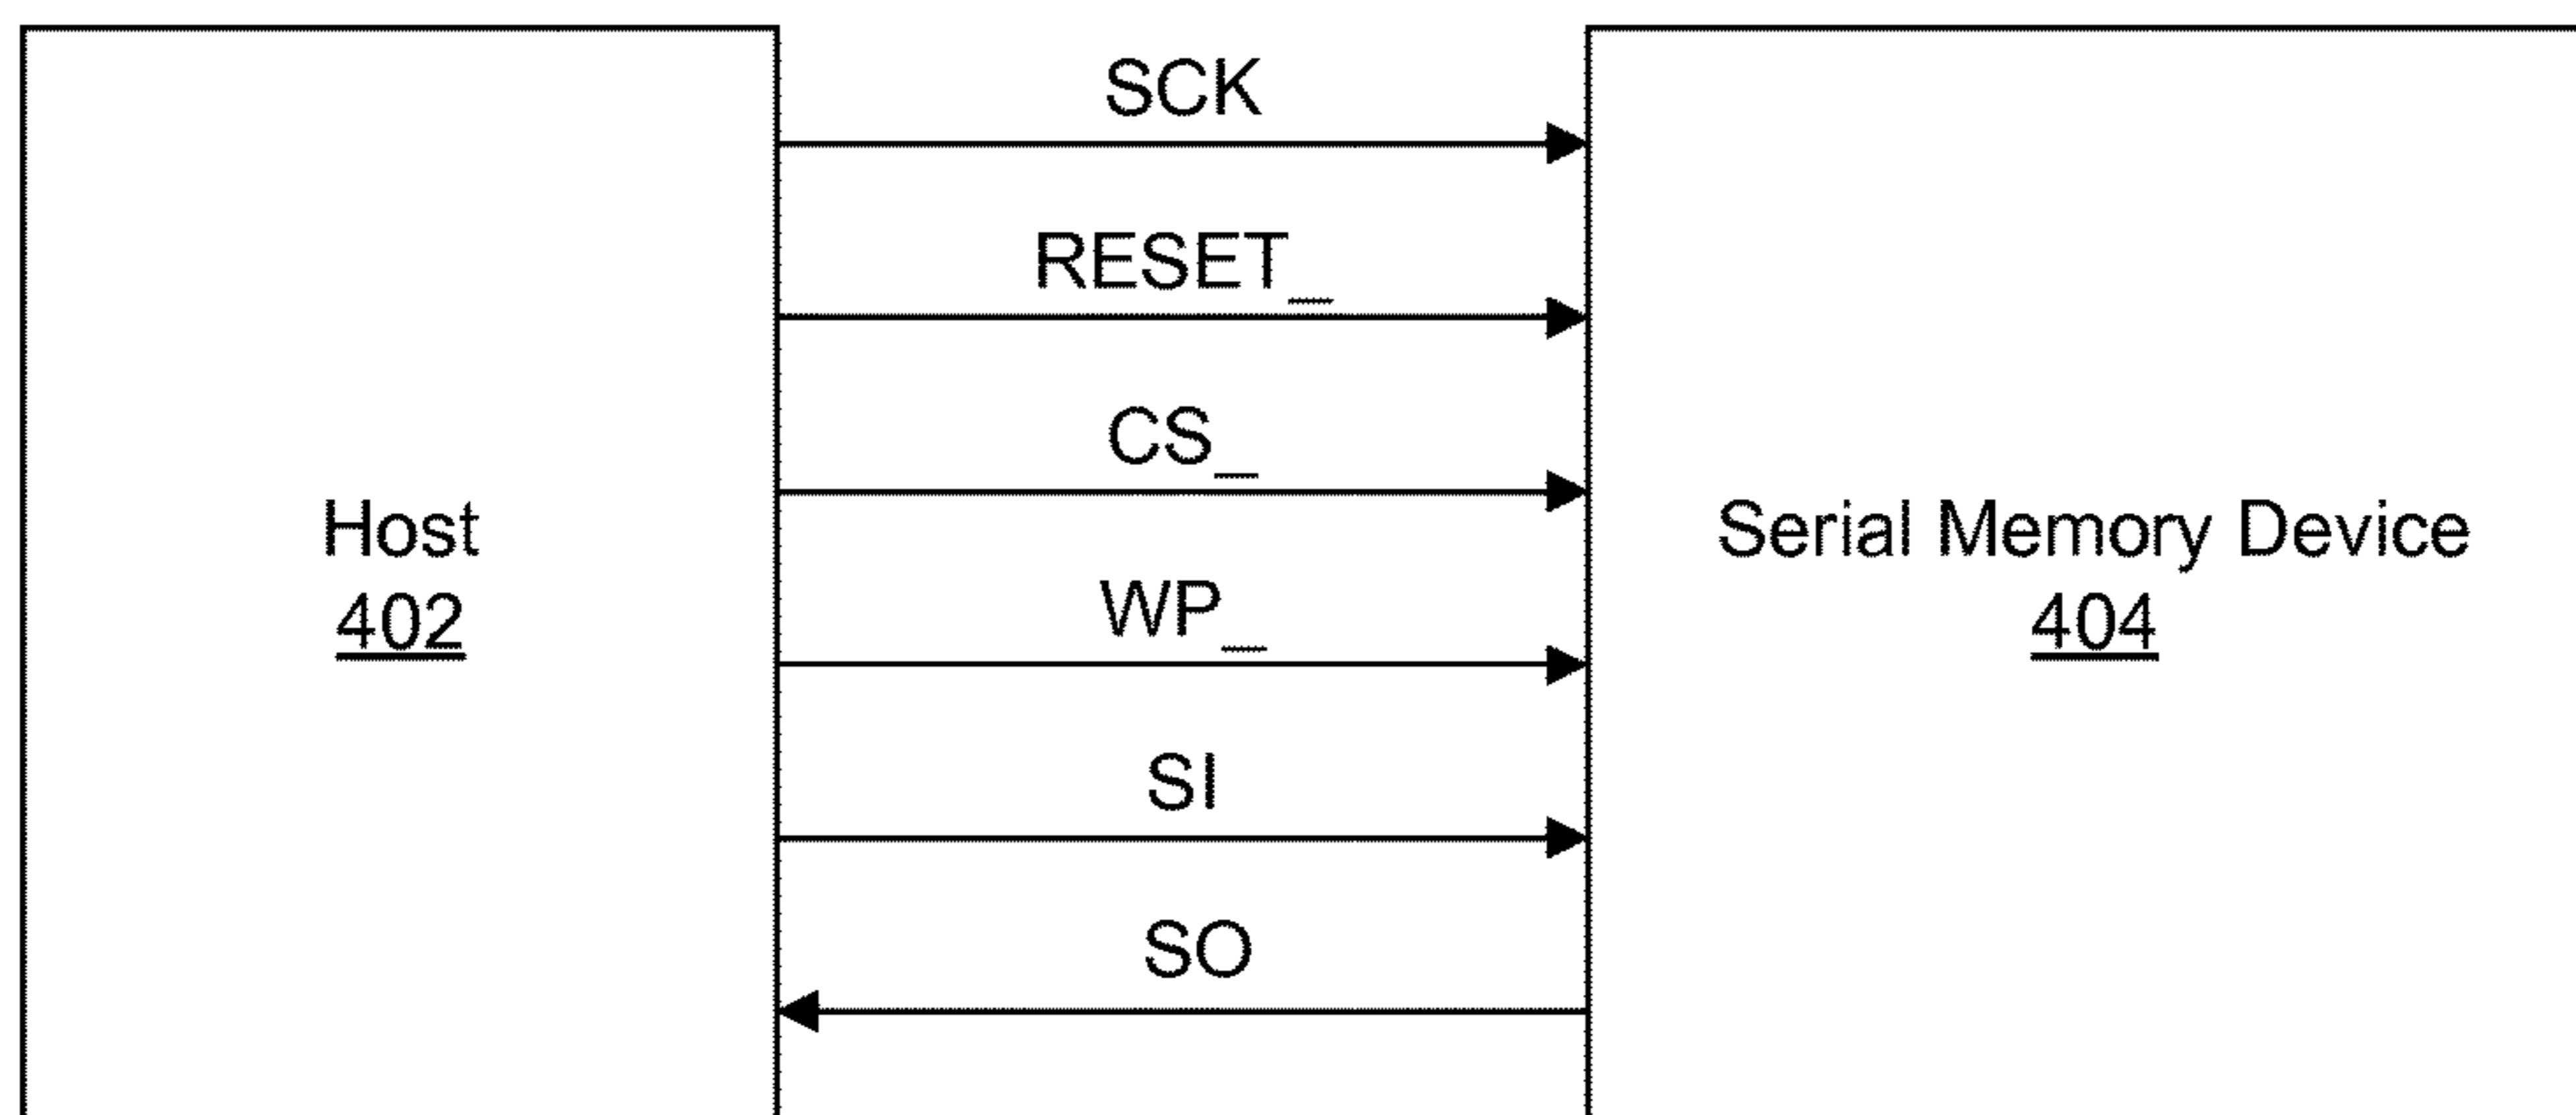 SCK
RESET_
CS_
WP_
SI
SO
Host
402
Serial Memory Device
404